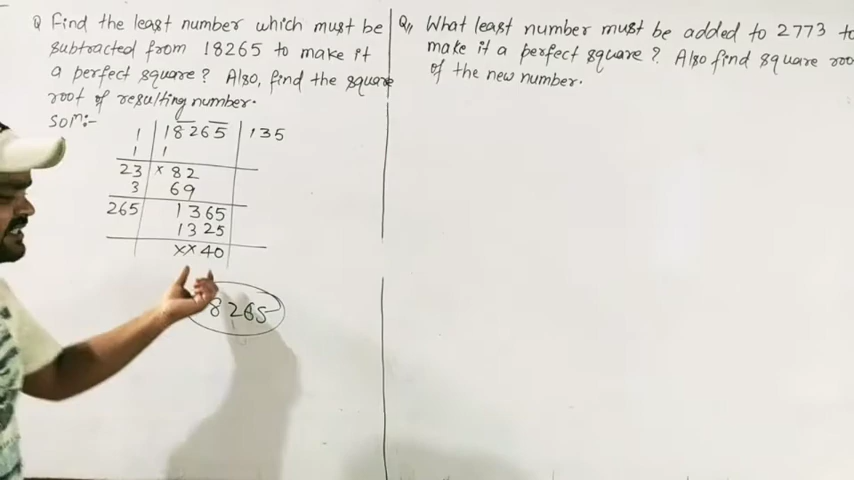 Q Find the least number which must be
subtracted from 18265 to make it
a perfect square? Also, find the square
root of resulting number.
Solⁿ:-
1 | 18265 | 135
1 | 1
23 | × 82
3 | 69
265 | 1365
1325
×× 40
8265
Q,, What least number must be added to 2773 to
make it a perfect square? Also find square roo
of the new number.